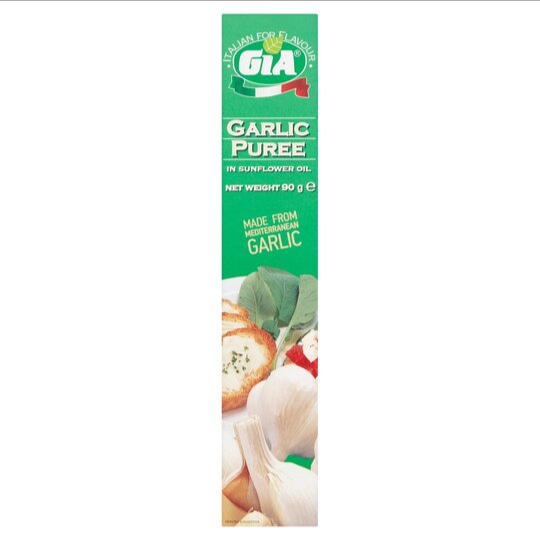 ITALIAN FOR FLAVOUR
GIA®
GARLIC
PUREE
IN SUNFLOWER OIL
NET WEIGHT 90 g ℮
MADE FROM
MEDITERRANEAN
GARLIC